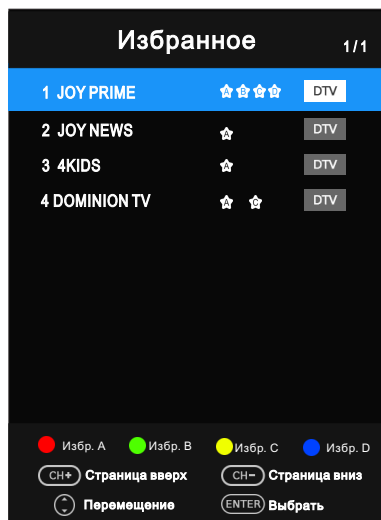 Избранное 1/1
1 JOY PRIME A B C D DTV
2 JOY NEWS A DTV
3 4KIDS A DTV
4 DOMINION TV A C DTV
Избр. A Избр. B Избр. C Избр. D
CH+ Страница вверх CH- Страница вниз
Перемещение ENTER Выбрать